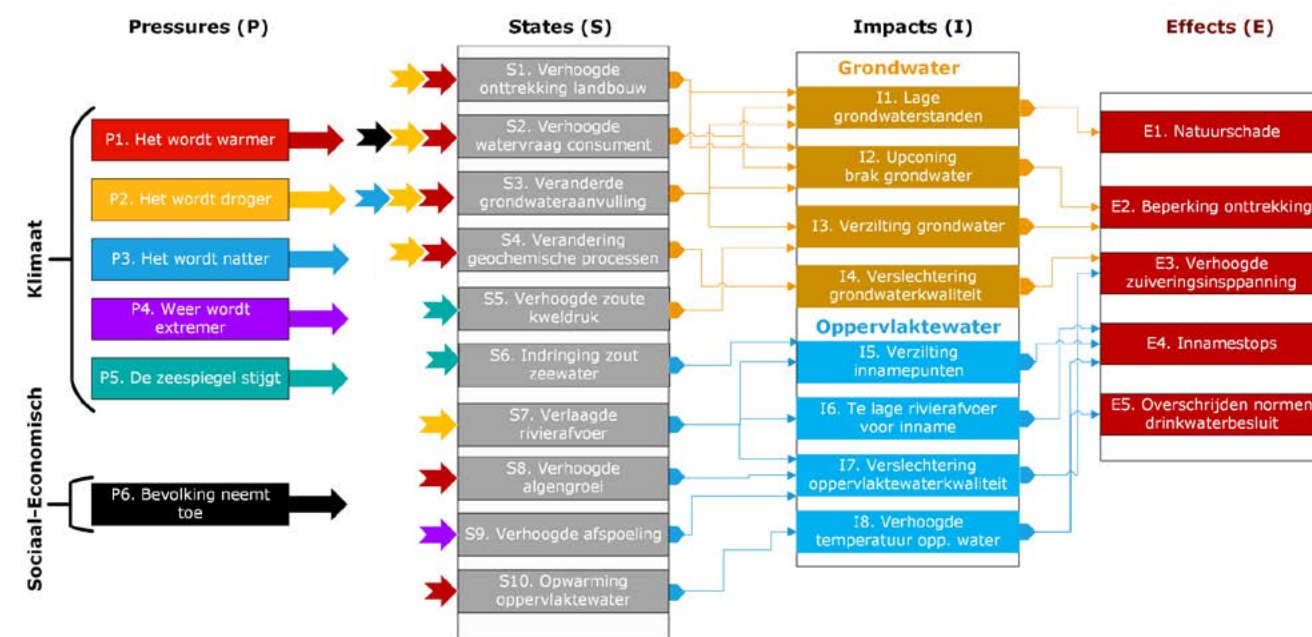 Pressures (P)
States (S)
Impacts (I)
Effects (E)
Klimaat
P1. Het wordt warmer
P2. Het wordt droger
P3. Het wordt natter
P4. Weer wordt
extremer
P5. De zeespiegel stijgt
Sociaal-Economisch
P6. Bevolking neemt
toe
S1. Verhoogde
onttrekking landbouw
S2. Verhoogde
watervraag consument
S3. Veranderde
grondwateraanvulling
S4. Verandering
geochemische processen
S5. Verhoogde zoute
kweldruk
S6. Indringing zout
zeewater
S7. Verlaagde
rivierafvoer
S8. Verhoogde
algengroei
S9. Verhoogde afspoeling
S10. Opwarming
oppervlaktewater
Grondwater
I1. Lage
grondwaterstanden
I2. Upconing
brak grondwater
I3. Verzilting grondwater
I4. Verslechtering
grondwaterkwaliteit
Oppervlaktewater
I5. Verzilting
innamepunten
I6. Te lage rivierafvoer
voor inname
I7. Verslechtering
oppervlaktewaterkwaliteit
I8. Verhoogde
temperatuur opp. water
E1. Natuurschade
E2. Beperking onttrekking
E3. Verhoogde
zuiveringsinsppanning
E4. Innamestops
E5. Overschrijden normen
drinkwaterbesluit